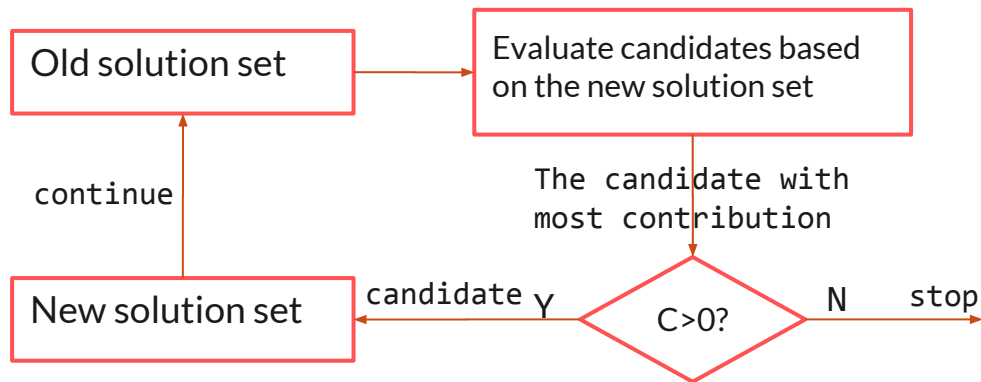 Old solution set
Evaluate candidates based
on the new solution set
The candidate with
most contribution
continue
New solution set
candidate
Y
C>0?
N
stop